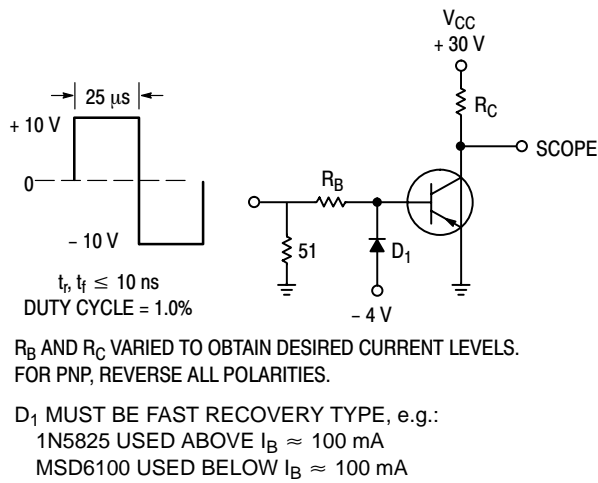 V_CC
+ 30 V
25 μs
+ 10 V
R_C
SCOPE
0
R_B
51
D_1
– 10 V
– 4 V
t_r, t_f ≤ 10 ns
DUTY CYCLE = 1.0%
R_B AND R_C VARIED TO OBTAIN DESIRED CURRENT LEVELS.
FOR PNP, REVERSE ALL POLARITIES.
D_1 MUST BE FAST RECOVERY TYPE, e.g.:
1N5825 USED ABOVE I_B ≈ 100 mA
MSD6100 USED BELOW I_B ≈ 100 mA